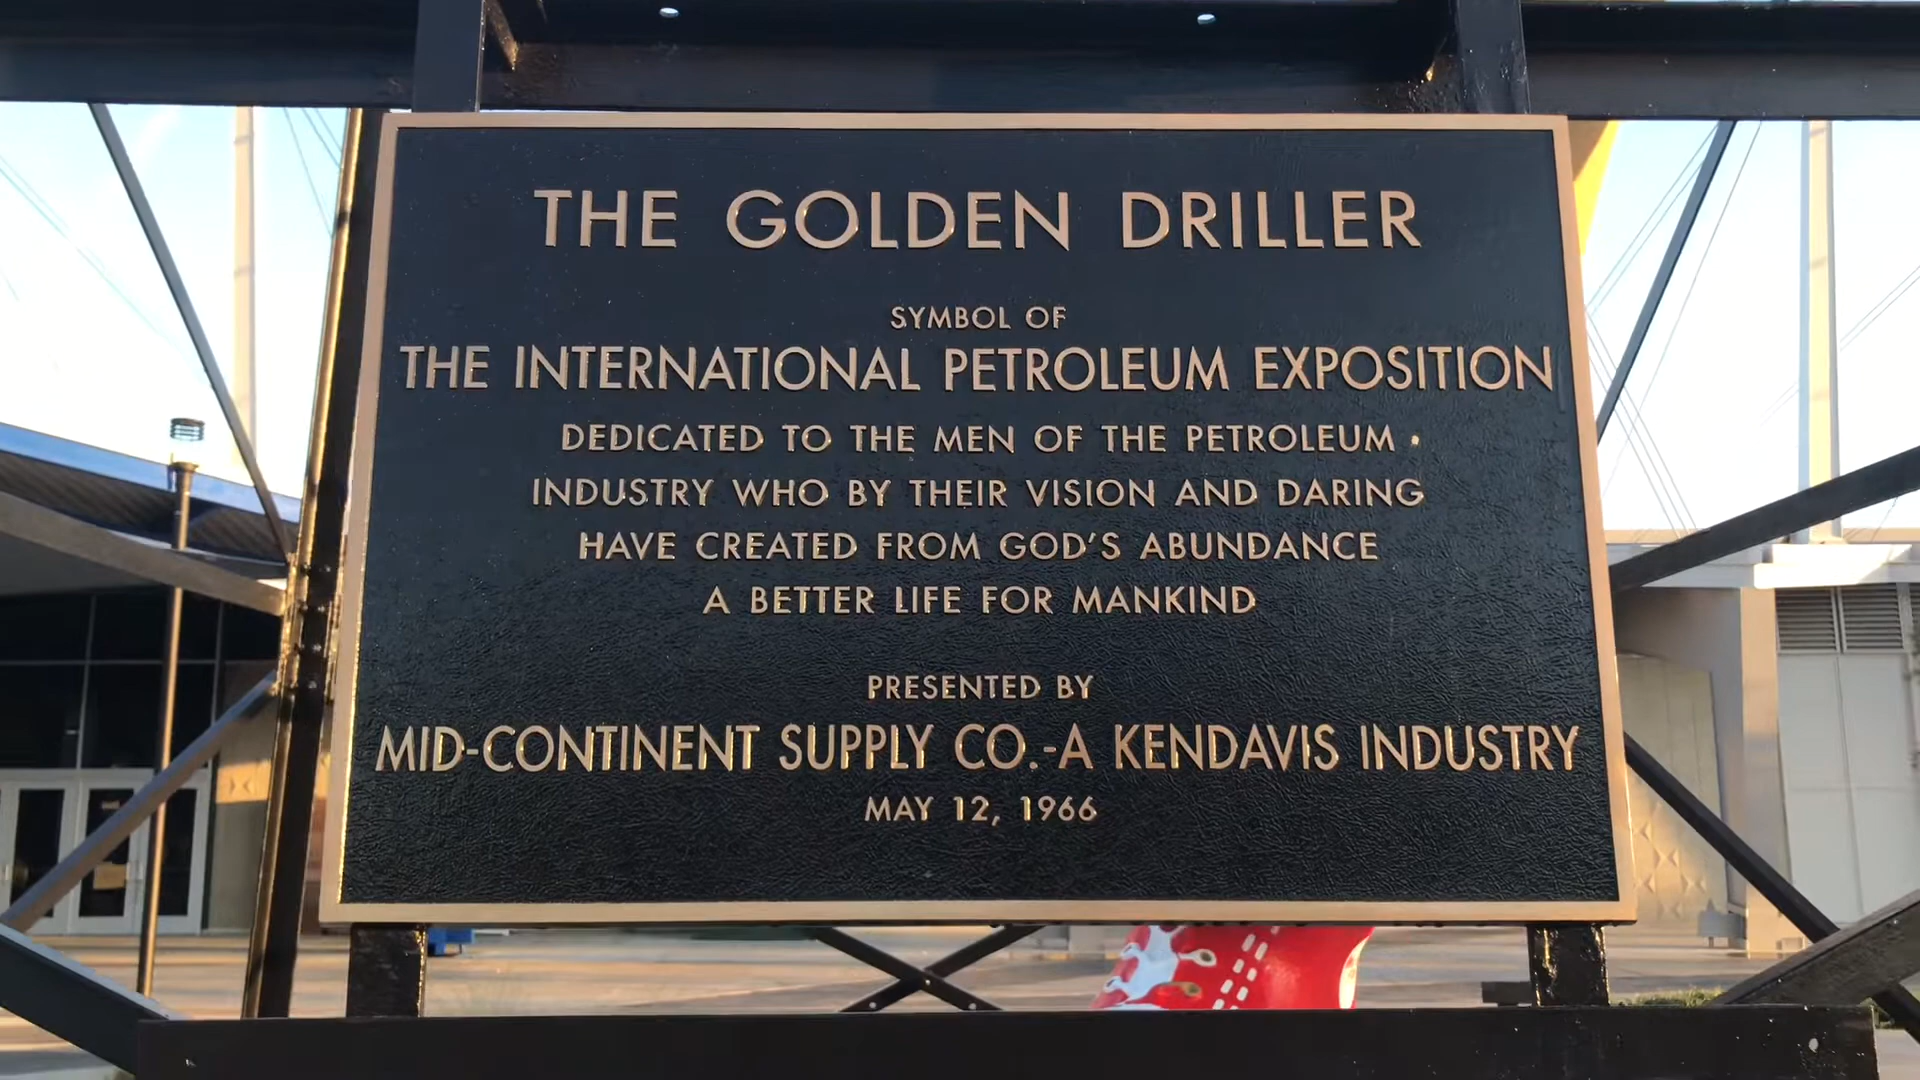 THE GOLDEN DRILLER
SYMBOL OF
THE INTERNATIONAL PETROLEUM EXPOSITION
DEDICATED TO THE MEN OF THE PETROLEUM
INDUSTRY WHO BY THEIR VISION AND DARING
HAVE CREATED FROM GOD'S ABUNDANCE
A BETTER LIFE FOR MANKIND
PRESENTED BY
MID-CONTINENT SUPPLY CO.-A KENDAVIS INDUSTRY
MAY 12, 1966